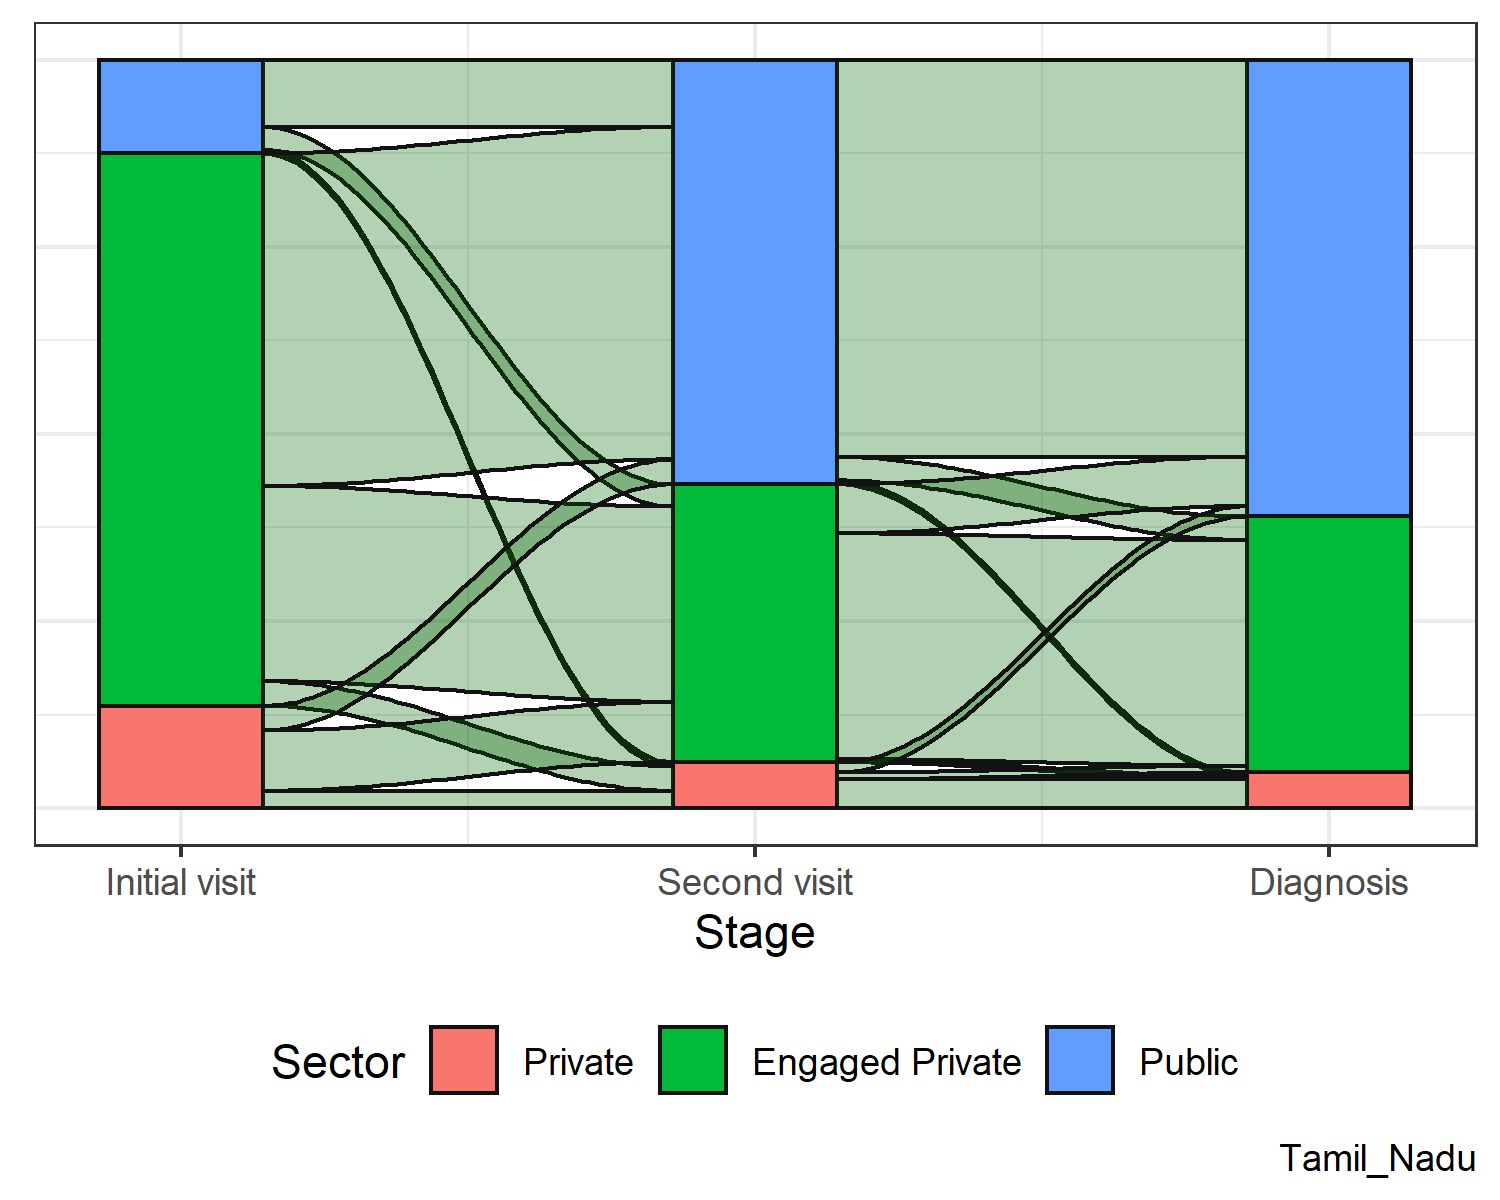 Initial visit Second visit Diagnosis
Stage
Sector Private Engaged Private Public
Tamil_Nadu